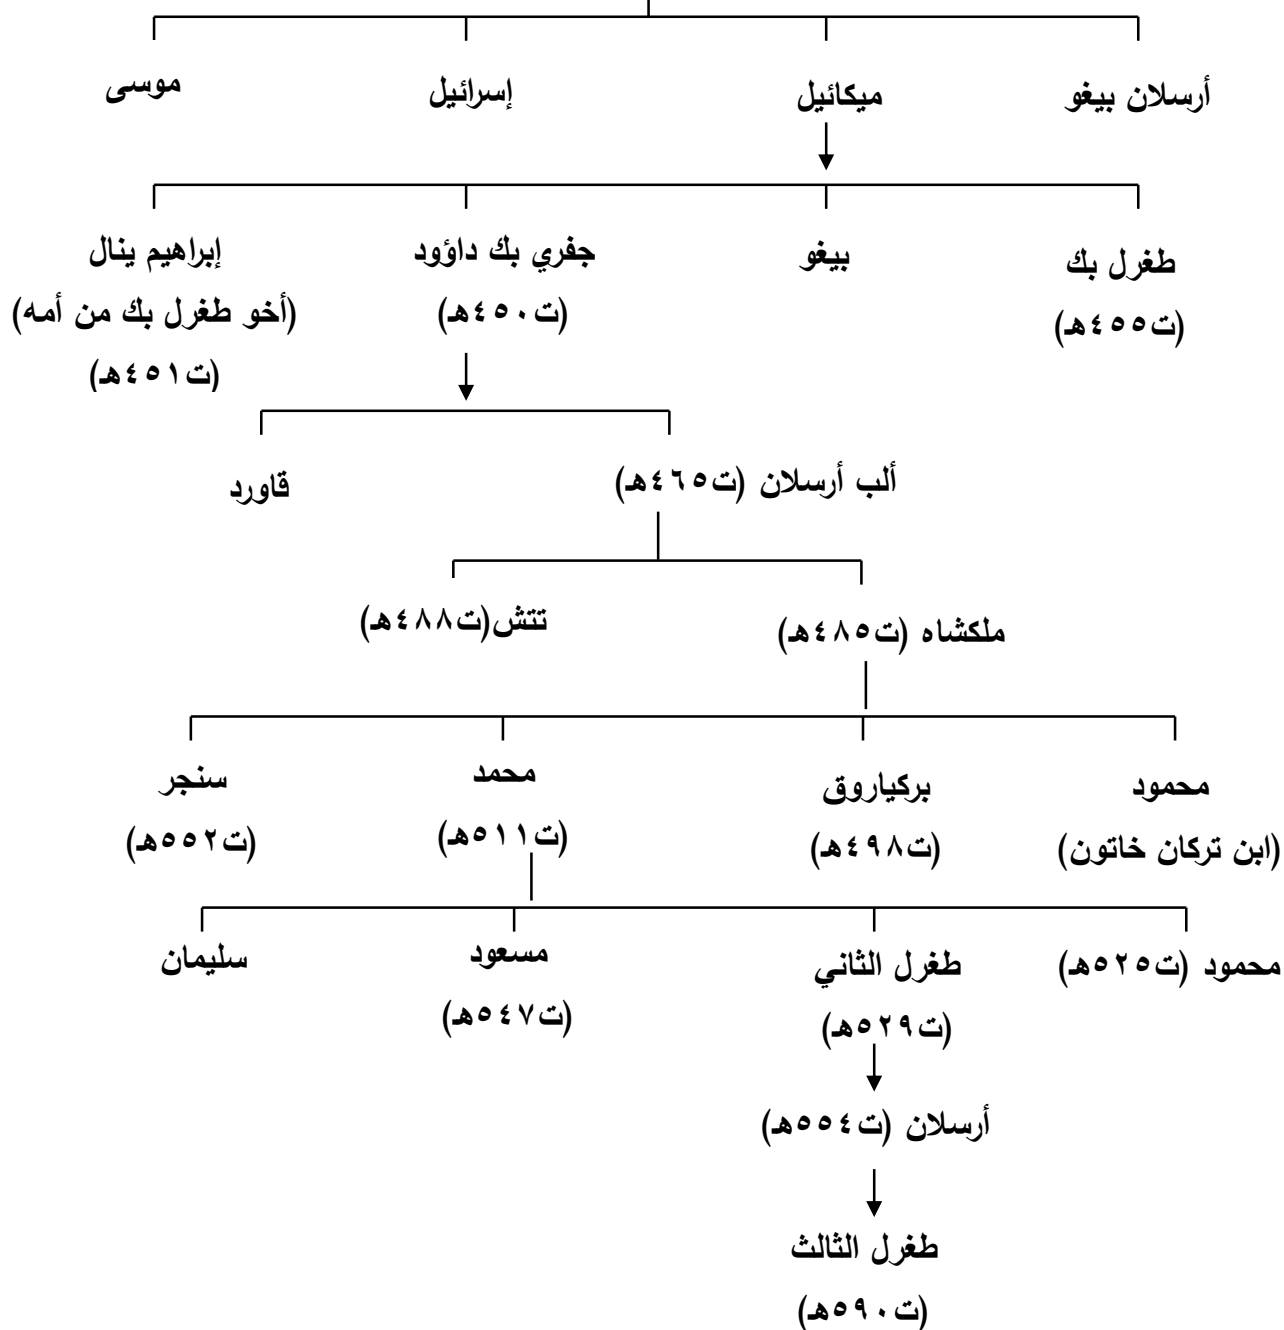 أرسلان بيغو
ميكائيل
إسرائيل
موسى
طغرل بك
(ت٤٥٥هـ)
بيغو
جفري بك داؤود
(ت٤٥٠هـ)
إبراهيم ينال
(أخو طغرل بك من أمه)
(ت٤٥١هـ)
ألب أرسلان (ت٤٦٥هـ)
قاورد
ملكشاه (ت٤٨٥هـ)
تتش(ت٤٨٨هـ)
محمود
(ابن تركان خاتون)
بركياروق
(ت٤٩٨هـ)
محمد
(ت٥١١هـ)
سنجر
(ت٥٥٢هـ)
محمود (ت٥٢٥هـ)
طغرل الثاني
(ت٥٢٩هـ)
مسعود
(ت٥٤٧هـ)
سليمان
أرسلان (ت٥٥٤هـ)
طغرل الثالث
(ت٥٩٠هـ)